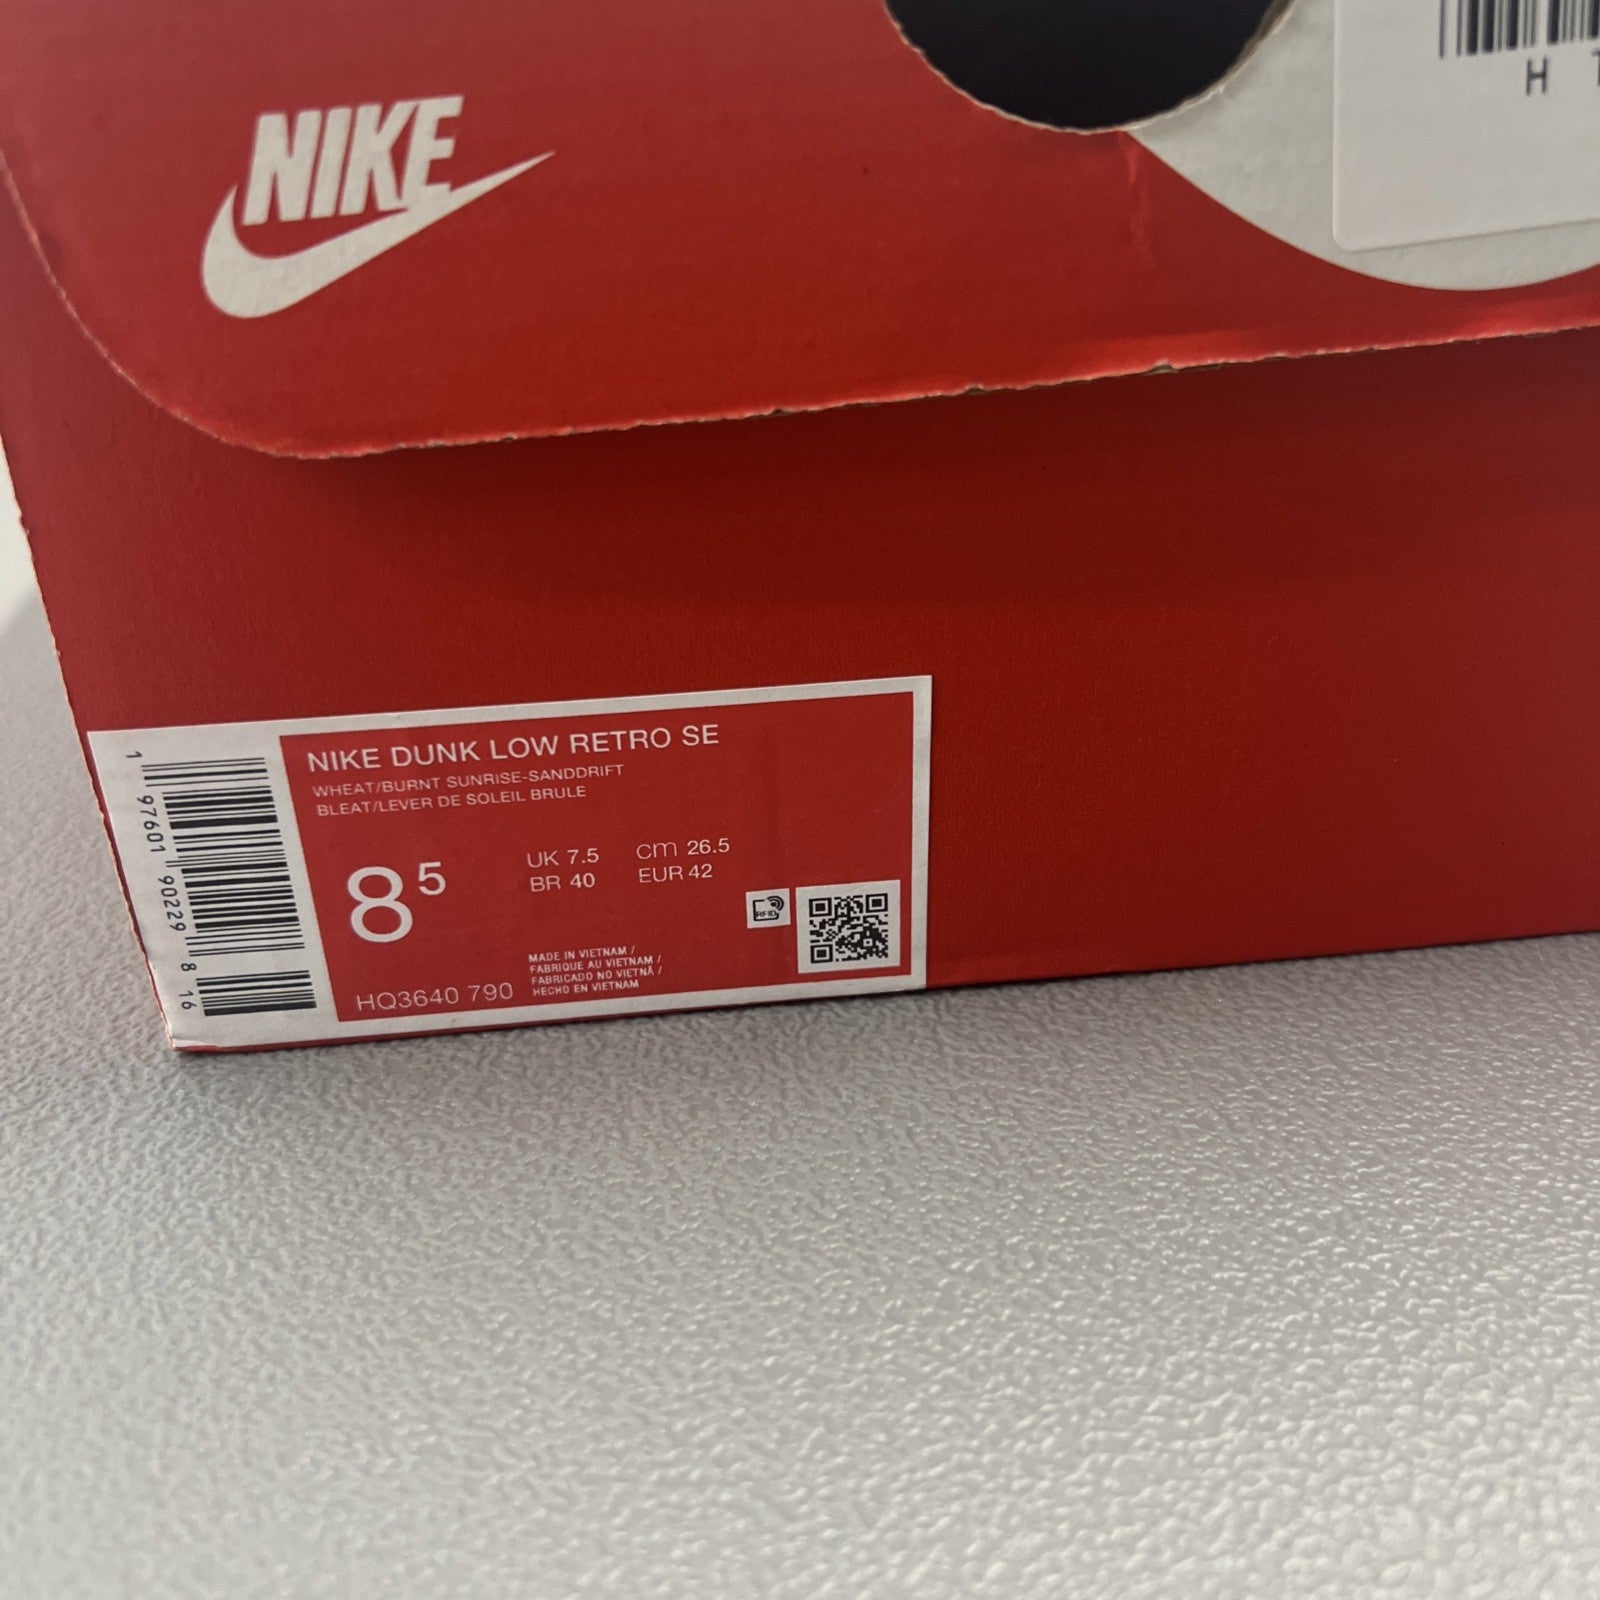 NIKE
H
NIKE DUNK LOW RETRO SE
WHEAT/BURNT SUNRISE-SANDDRIFT
BLEAT/LEVER DE SOLEIL BRULE
8 5
UK 7.5 cm 26.5
BR 40 EUR 42
RFID
MADE IN VIETNAM /
FABRIQUE AU VIETNAM /
FABRICADO NO VIETNÃ /
HECHO EN VIETNAM
HQ3640 790
1 97601 90229 8 16